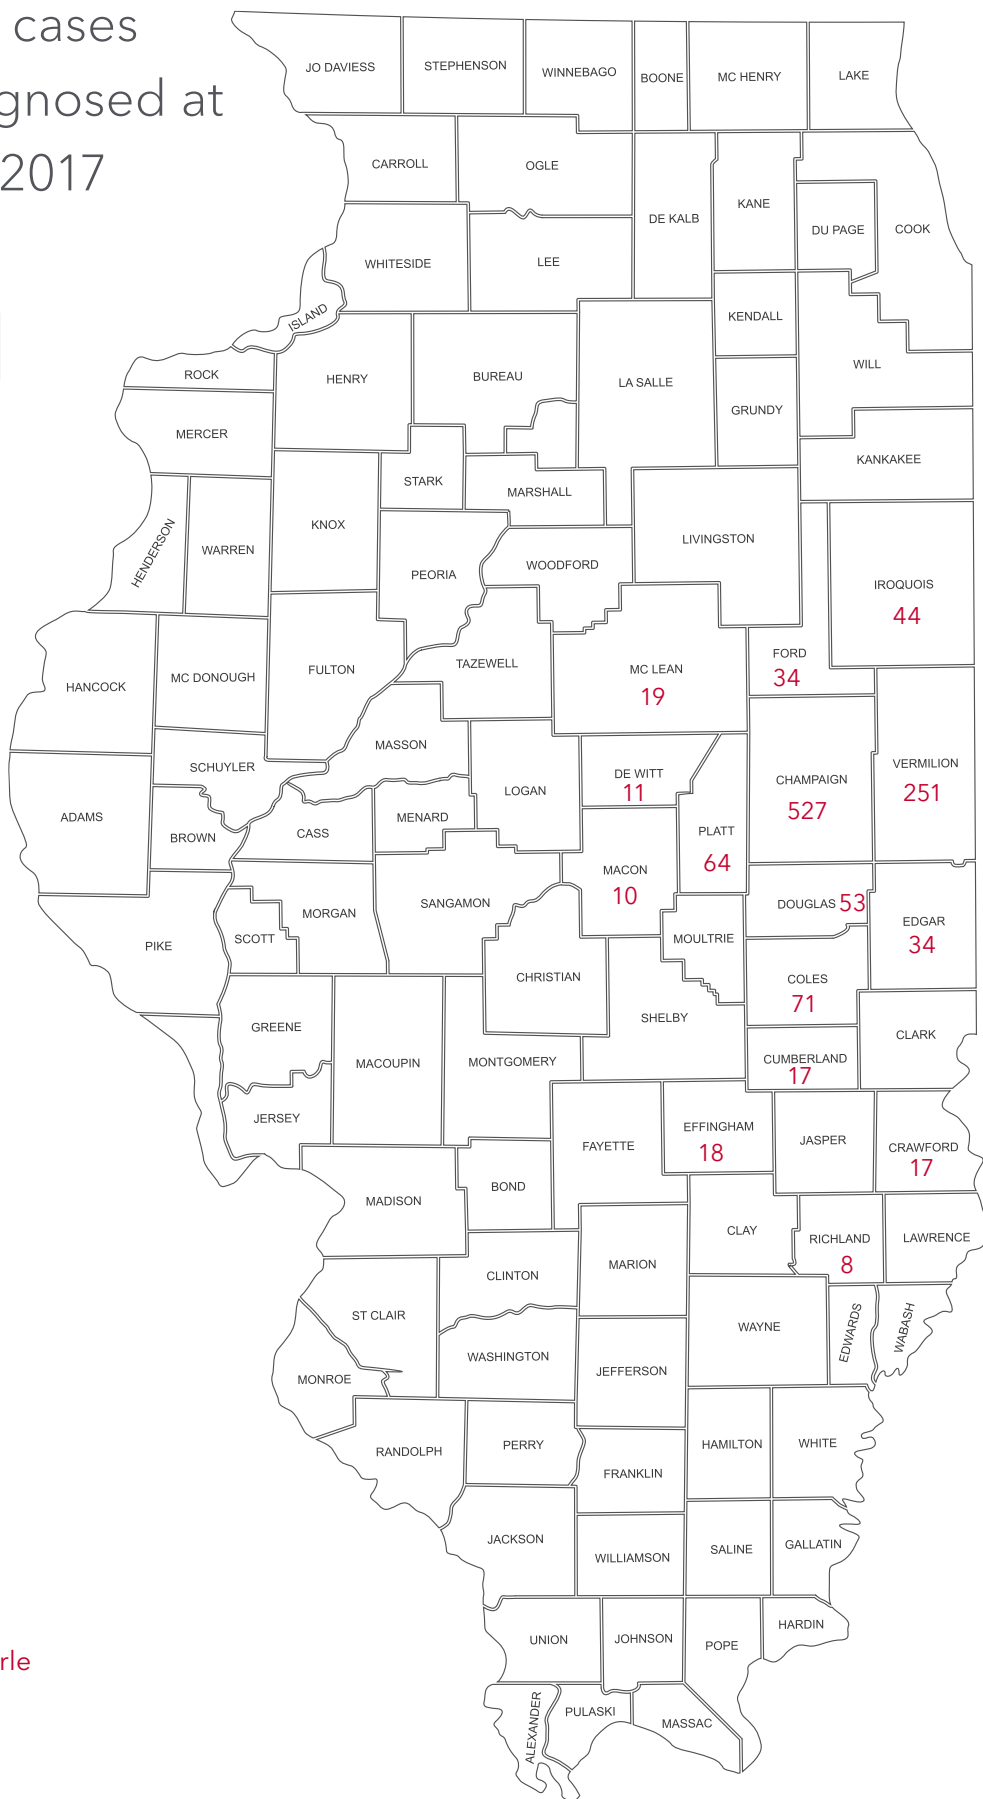 cases
gnosed at
2017
JO DAVIESS
STEPHENSON
WINNEBAGO
BOONE
MC HENRY
LAKE
CARROLL
OGLE
DE KALB
KANE
DU PAGE
COOK
WHITESIDE
LEE
ISLAND
ROCK
KENDALL
HENRY
BUREAU
LA SALLE
WILL
GRUNDY
MERCER
KANKAKEE
STARK
MARSHALL
KNOX
HENDERSON
WARREN
PEORIA
WOODFORD
LIVINGSTON
IROQUOIS
44
HANCOCK
MC DONOUGH
FULTON
TAZEWELL
MC LEAN
19
FORD
34
MASSON
SCHUYLER
LOGAN
DE WITT
11
CHAMPAIGN
527
VERMILION
251
ADAMS
BROWN
CASS
MENARD
PLATT
64
MACON
10
PIKE
SCOTT
MORGAN
SANGAMON
MOULTRIE
DOUGLAS 53
EDGAR
34
CHRISTIAN
COLES
71
SHELBY
GREENE
MACOUPIN
MONTGOMERY
CUMBERLAND
17
CLARK
JERSEY
FAYETTE
EFFINGHAM
18
JASPER
CRAWFORD
17
MADISON
BOND
CLAY
RICHLAND
8
LAWRENCE
CLINTON
MARION
ST CLAIR
WAYNE
EDWARDS
WABASH
MONROE
WASHINGTON
JEFFERSON
RANDOLPH
PERRY
FRANKLIN
HAMILTON
WHITE
JACKSON
WILLIAMSON
SALINE
GALLATIN
UNION
JOHNSON
POPE
HARDIN
rle
ALEXANDER
PULASKI
MASSAC